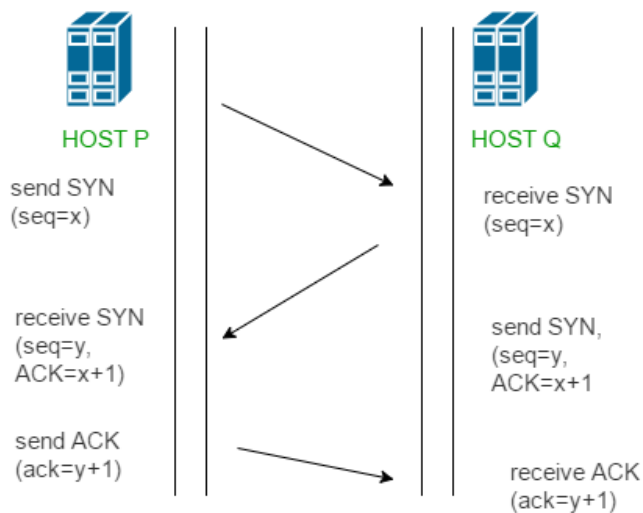 HOST P
HOST Q
send SYN
(seq=x)
receive SYN
(seq=x)
receive SYN
(seq=y,
ACK=x+1)
send SYN,
(seq=y,
ACK=x+1
send ACK
(ack=y+1)
receive ACK
(ack=y+1)